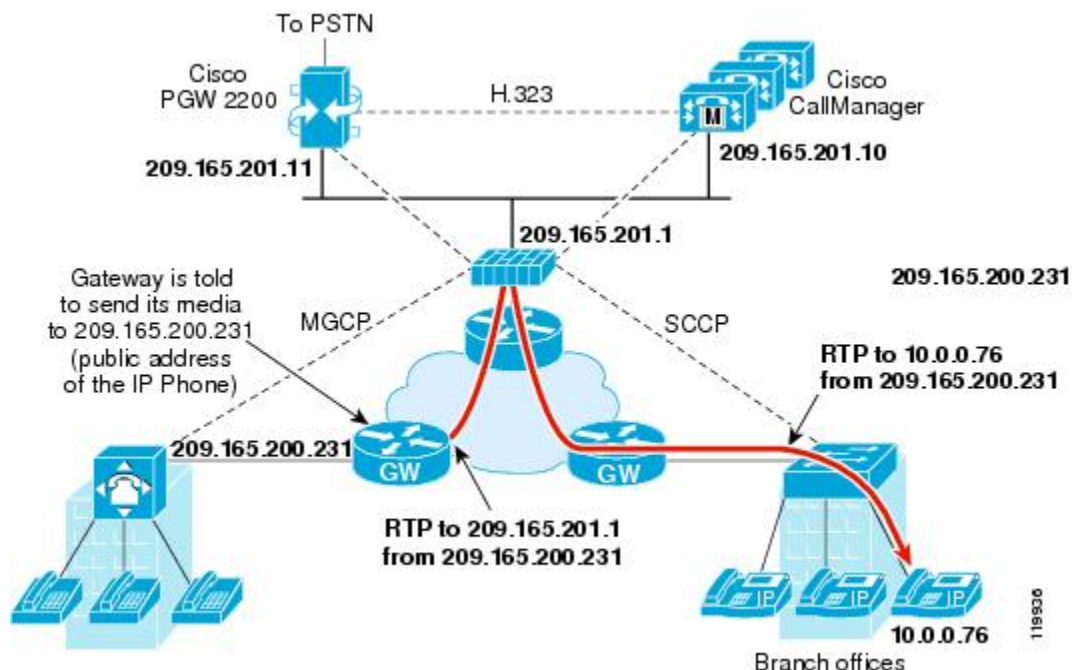 To PSTN
Cisco
PGW 2200
H.323
Cisco
CallManager
M
209.165.201.11
209.165.201.10
209.165.201.1
Gateway is told
to send its media
to 209.165.200.231
(public address
of the IP Phone)
MGCP
SCCP
209.165.200.231
RTP to 10.0.0.76
from 209.165.200.231
209.165.200.231
GW
GW
RTP to 209.165.201.1
from 209.165.200.231
IP
IP
IP
10.0.0.76
Branch offices
119936